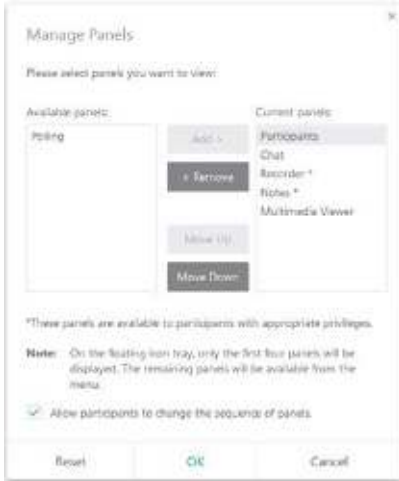 Manage Panels
Please select panels you want to view:
Available panels:
Current panels:
Polling
Add >
< Remove
Move Up
Move Down
Participants
Chat
Recorder *
Notes *
Multimedia Viewer
*These panels are available to participants with appropriate privileges.
Note: On the floating icon tray, only the first four panels will be
displayed. The remaining panels will be available from the
menu.
Allow participants to change the sequence of panels
Reset
OK
Cancel